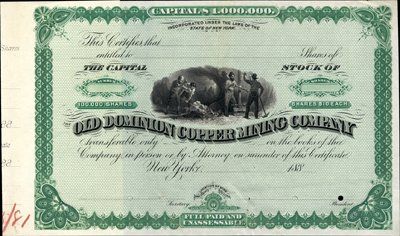 CAPITAL $1,000,000.
INCORPORATED UNDER THE LAWS OF THE
STATE OF NEW YORK.
This Certifies that
entitled to Shares of
THE CAPITAL STOCK OF
100,000 SHARES SHARES $10 EACH
OLD DOMINION COPPER MINING COMPANY
transferable only on the books of the
Company in person or by Attorney on surrender of this Certificate
New York, 188
Secretary President
FULL PAID AND
UNASSESSABLE